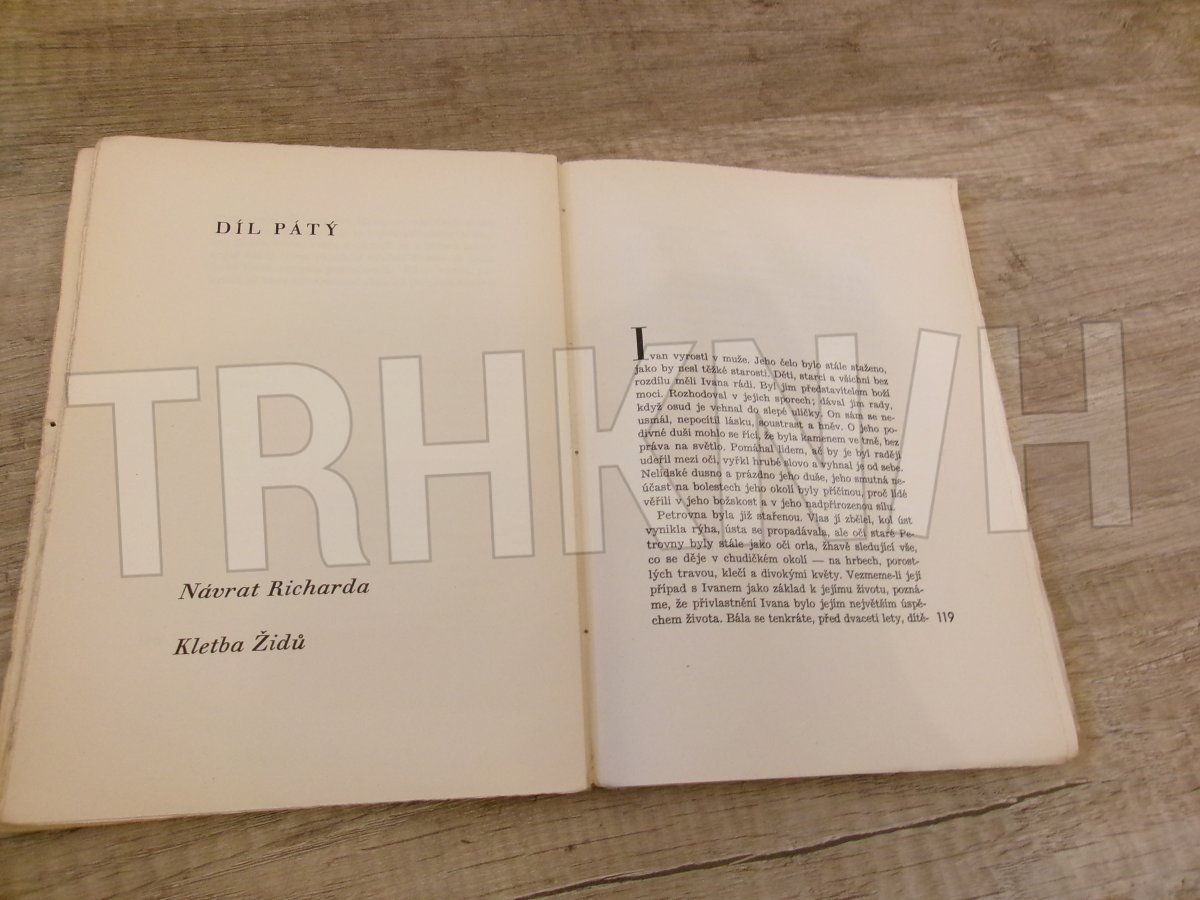 DÍL PÁTÝ
Návrat Richarda
Kletba Židů
Ivan vyrostl v muže. Jeho čelo bylo stále staženo,
jako by nesl těžké starosti. Děti, starci a všichni bez
rozdílu měli Ivana rádi. Byl jim představitelem boží
moci. Rozhodoval v jejich sporech; dával jim rady,
když osud je vehnal do slepé uličky. On sám se ne-
usmál, nepocítil lásku, soustrast a hněv. O jeho po-
divné duši mohlo se říci, že byla kamenem ve tmě, bez
práva na světlo. Pomáhal lidem, ač by je byl raději
udeřil mezi oči, vyřkl hrubé slovo a vyhnal je od sebe.
Nelidské dusno a prázdno jeho duše, jeho smutná ne-
účast na bolestech jeho okolí byly příčinou, proč lidé
věřili v jeho božskost a v jeho nadpřirozenou sílu.
Petrovna byla již stařenou. Vlas jí zbělel, kol úst
vynikla rýha, ústa se propadávala, ale oči staré Pe-
trovny byly stále jako oči orla, žhavě sledující vše,
co se děje v chudičkém okolí — na hrbech, porost-
lých travou, klečí a divokými květy. Vezmeme-li její
případ s Ivanem jako základ k jejímu životu, pozná-
me, že přivlastnění Ivana bylo jejím největším úspě-
chem života. Bála se tenkráte, před dvaceti lety, dítě-
119
TRHKNIH